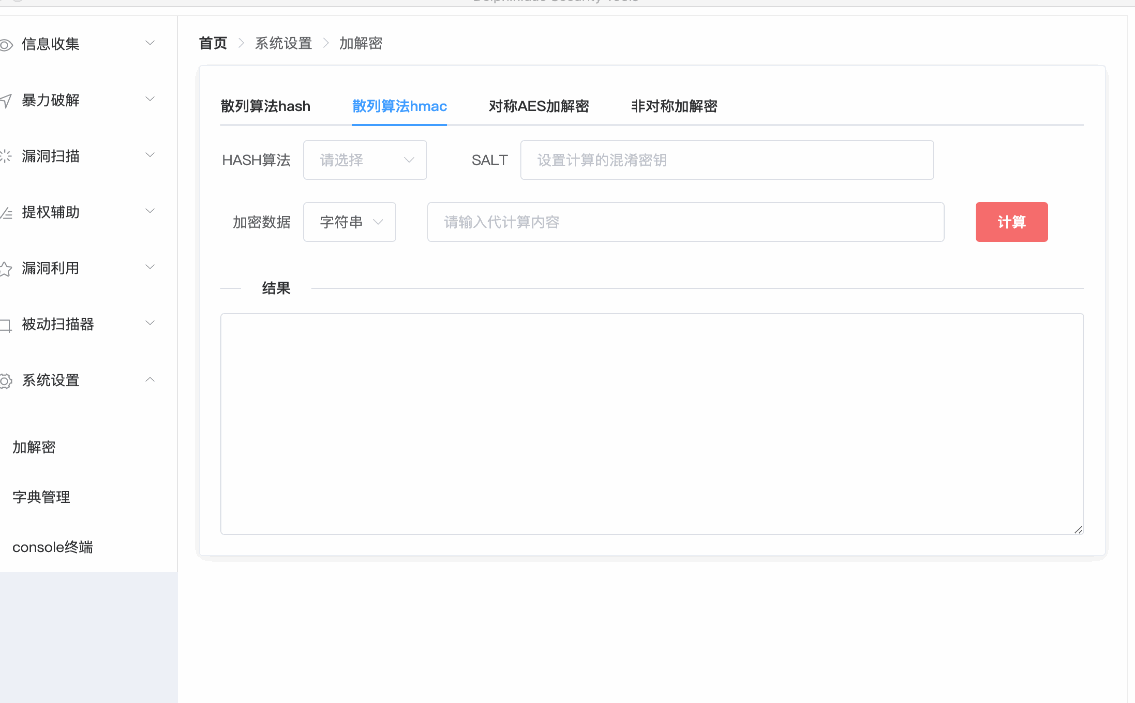 信息收集
暴力破解
漏洞扫描
提权辅助
漏洞利用
被动扫描器
系统设置
加解密
字典管理
console终端
首页 系统设置 加解密
散列算法hash 散列算法hmac 对称AES加解密 非对称加解密
HASH算法 请选择 SALT 设置计算的混淆密钥
加密数据 字符串 请输入代计算内容 计算
结果